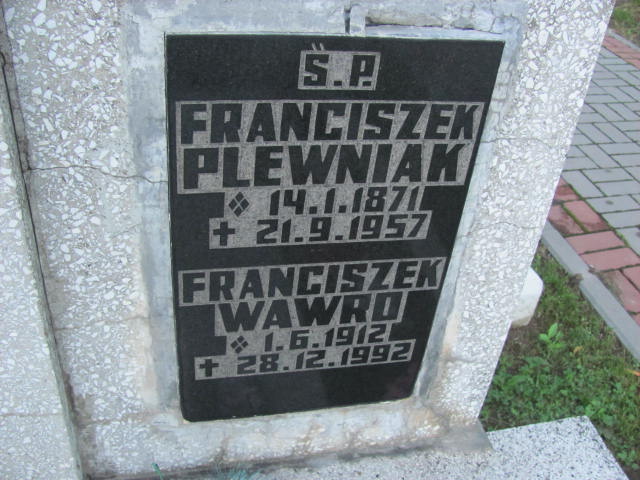 Ś.P.
FRANCISZEK
PLEWNIAK
14.1.1871
+ 21.9.1957
FRANCISZEK
WAWRO
1.6.1912
+ 28.12.1992